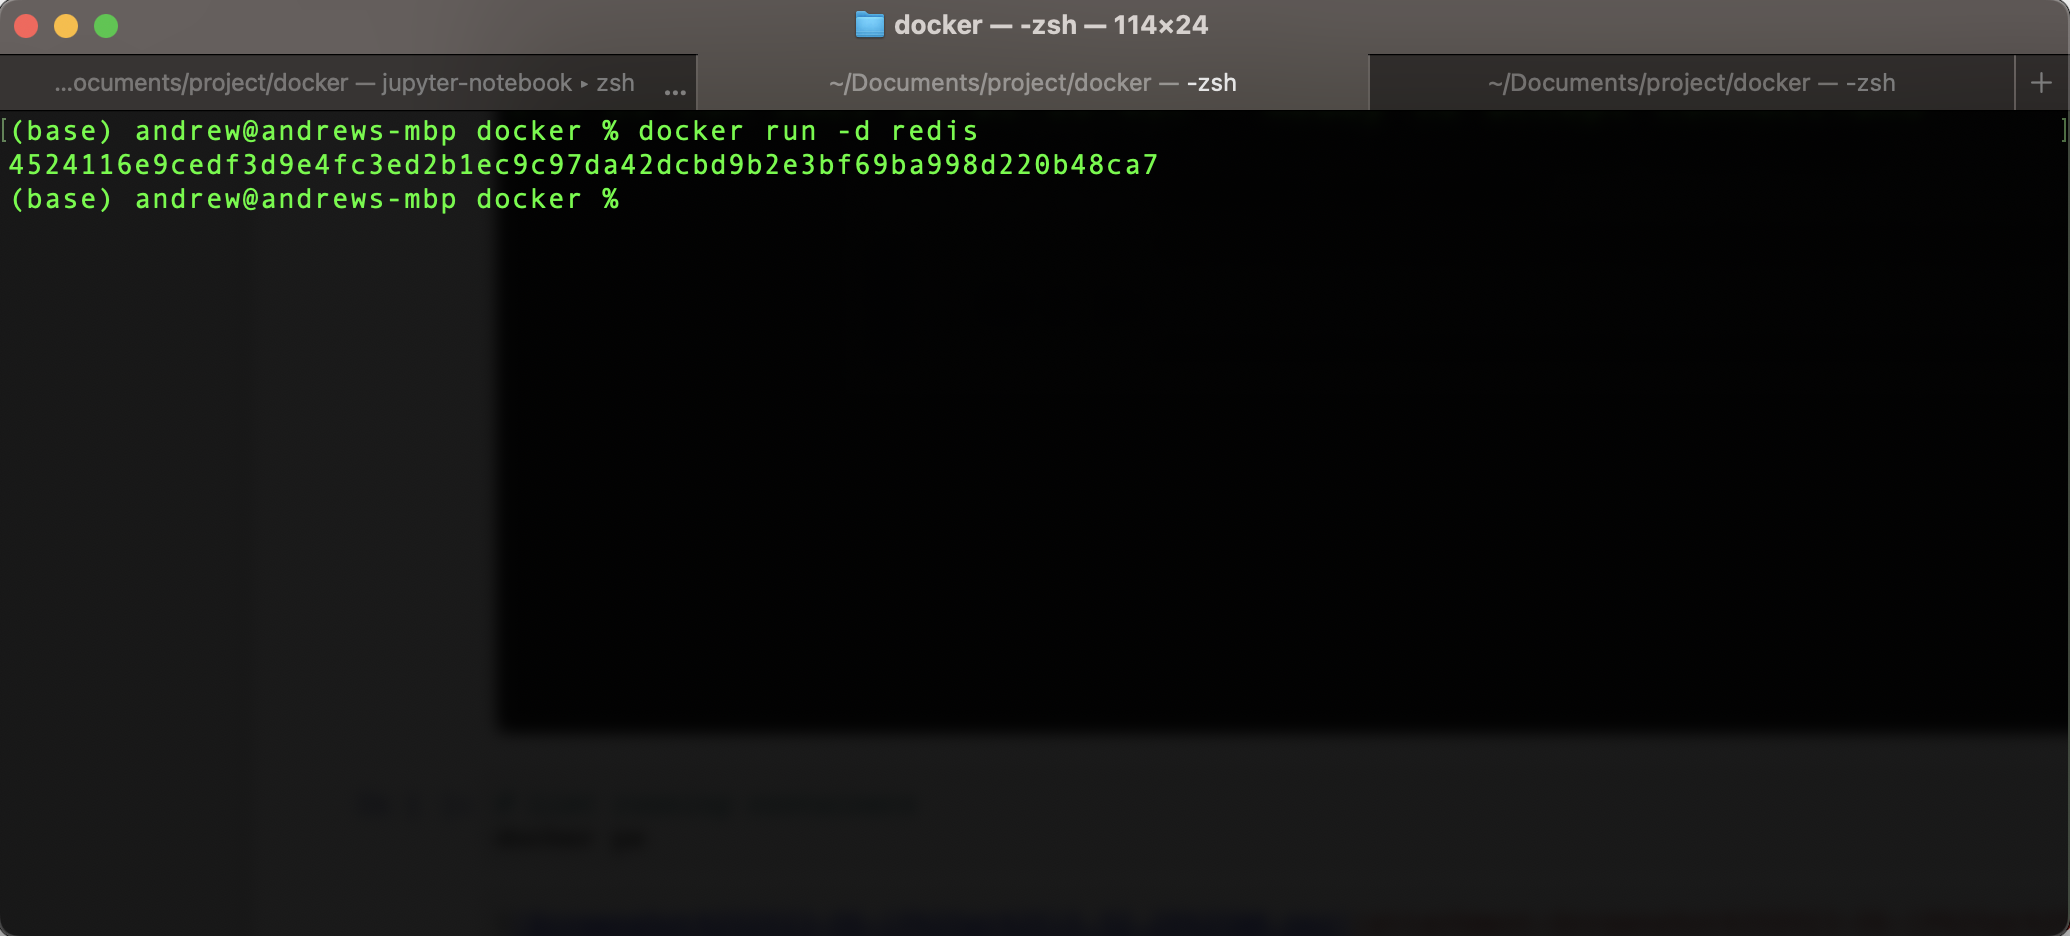 docker — -zsh — 114×24
...ocuments/project/docker — jupyter-notebook ▸ zsh ...
~/Documents/project/docker — -zsh
~/Documents/project/docker — -zsh
+
[(base) andrew@andrews-mbp docker % docker run -d redis ]
4524116e9cedf3d9e4fc3ed2b1ec9c97da42dcbd9b2e3bf69ba998d220b48ca7
(base) andrew@andrews-mbp docker %